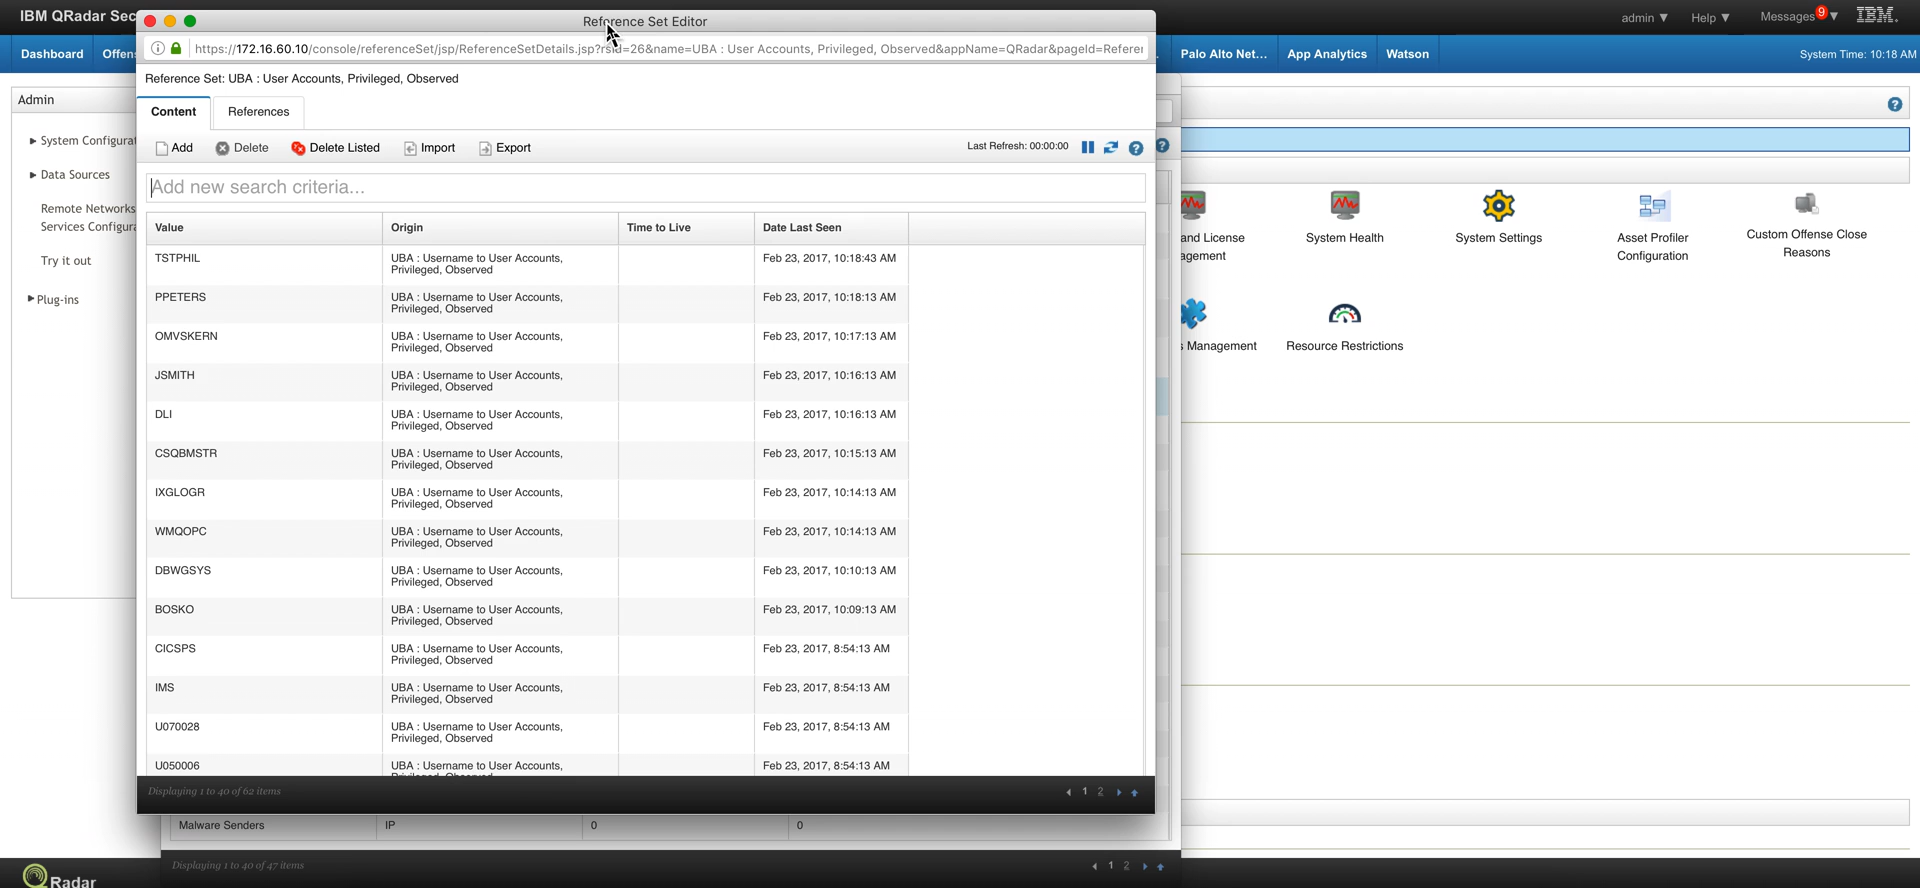 IBM QRadar Sec
admin ▼ Help ▼ Messages 9 ▼ IBM.
Dashboard Offen
Palo Alto Net... App Analytics Watson System Time: 10:18 AM
Reference Set Editor
https://172.16.60.10/console/referenceSet/jsp/ReferenceSetDetails.jsp?rsId=26&name=UBA : User Accounts, Privileged, Observed&appName=QRadar&pageId=Referen
Reference Set: UBA : User Accounts, Privileged, Observed
Content References
Add Delete Delete Listed Import Export Last Refresh: 00:00:00
Add new search criteria...
Value Origin Time to Live Date Last Seen
TSTPHIL UBA : Username to User Accounts, Feb 23, 2017, 10:18:43 AM
Privileged, Observed
PPETERS UBA : Username to User Accounts, Feb 23, 2017, 10:18:13 AM
Privileged, Observed
OMVSKERN UBA : Username to User Accounts, Feb 23, 2017, 10:17:13 AM
Privileged, Observed
JSMITH UBA : Username to User Accounts, Feb 23, 2017, 10:16:13 AM
Privileged, Observed
DLI UBA : Username to User Accounts, Feb 23, 2017, 10:16:13 AM
Privileged, Observed
CSQBMSTR UBA : Username to User Accounts, Feb 23, 2017, 10:15:13 AM
Privileged, Observed
IXGLOGR UBA : Username to User Accounts, Feb 23, 2017, 10:14:13 AM
Privileged, Observed
WMQOPC UBA : Username to User Accounts, Feb 23, 2017, 10:14:13 AM
Privileged, Observed
DBWGSYS UBA : Username to User Accounts, Feb 23, 2017, 10:10:13 AM
Privileged, Observed
BOSKO UBA : Username to User Accounts, Feb 23, 2017, 10:09:13 AM
Privileged, Observed
CICSPS UBA : Username to User Accounts, Feb 23, 2017, 8:54:13 AM
Privileged, Observed
IMS UBA : Username to User Accounts, Feb 23, 2017, 8:54:13 AM
Privileged, Observed
U070028 UBA : Username to User Accounts, Feb 23, 2017, 8:54:13 AM
Privileged, Observed
U050006 UBA : Username to User Accounts, Feb 23, 2017, 8:54:13 AM
Displaying 1 to 40 of 62 items 1 2
Malware Senders IP 0 0
Displaying 1 to 40 of 47 items 1 2
Admin
System Configurat
Data Sources
Remote Networks
Services Configura
Try it out
Plug-ins
and License
agement
System Health
System Settings
Asset Profiler
Configuration
Custom Offense Close
Reasons
s Management
Resource Restrictions
QRadar